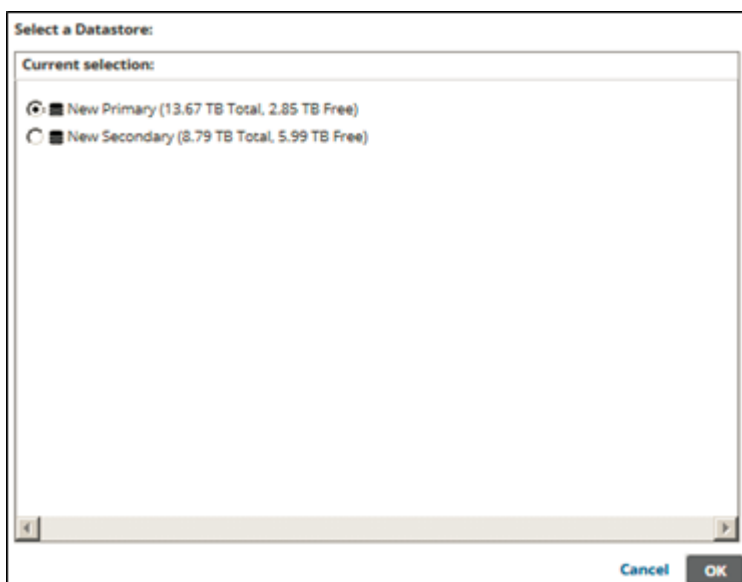 Select a Datastore:
Current selection:
New Primary (13.67 TB Total, 2.85 TB Free)
New Secondary (8.79 TB Total, 5.99 TB Free)
Cancel OK